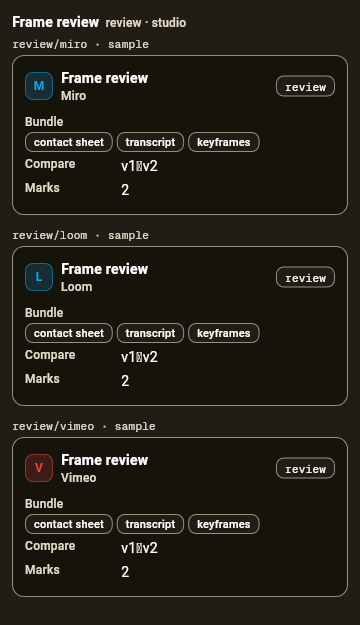 Frame review review · studio
review/miro · sample
M
Frame review
Miro
review
Bundle
contact sheet transcript keyframes
Compare v1▯v2
Marks 2
review/loom · sample
L
Frame review
Loom
review
Bundle
contact sheet transcript keyframes
Compare v1▯v2
Marks 2
review/vimeo · sample
V
Frame review
Vimeo
review
Bundle
contact sheet transcript keyframes
Compare v1▯v2
Marks 2